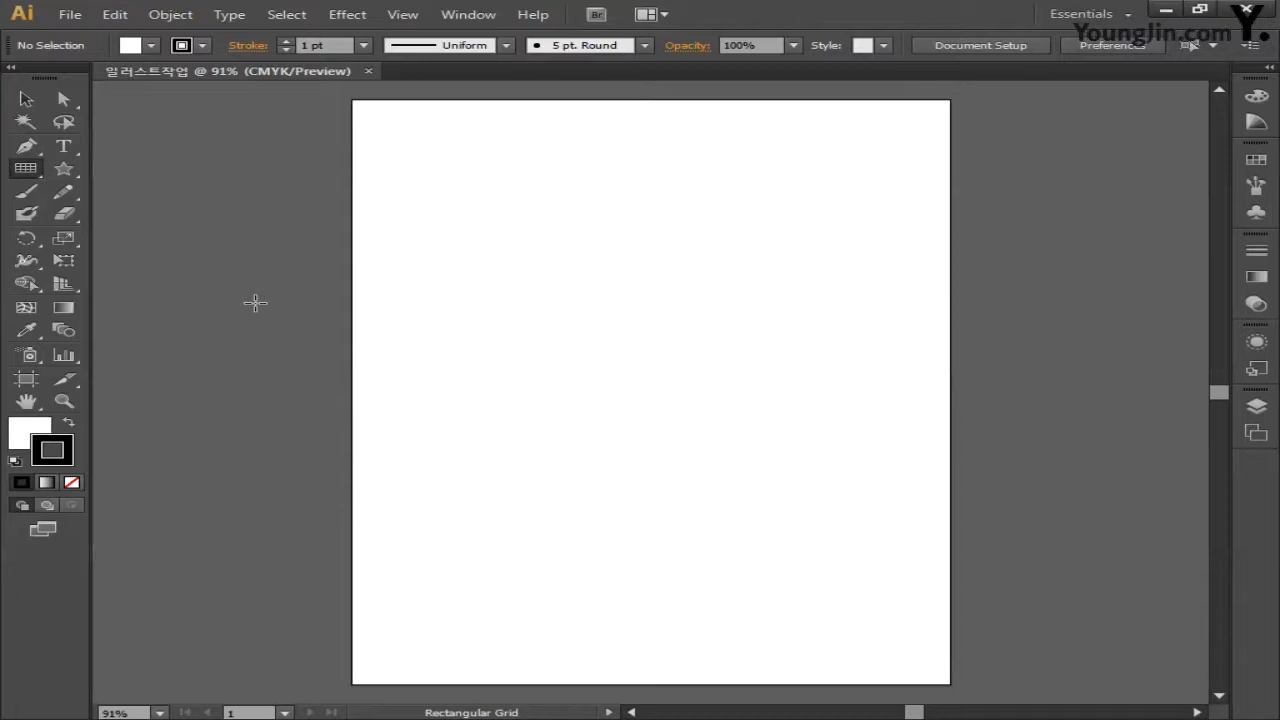 Ai File Edit Object Type Select Effect View Window Help Br Essentials
YoungJin.com Y.
No Selection Stroke: 1 pt Uniform 5 pt. Round Opacity: 100% Style: Document Setup Preferences
일러스트작업 @ 91% (CMYK/Preview) ×
T
91% 1 Rectangular Grid